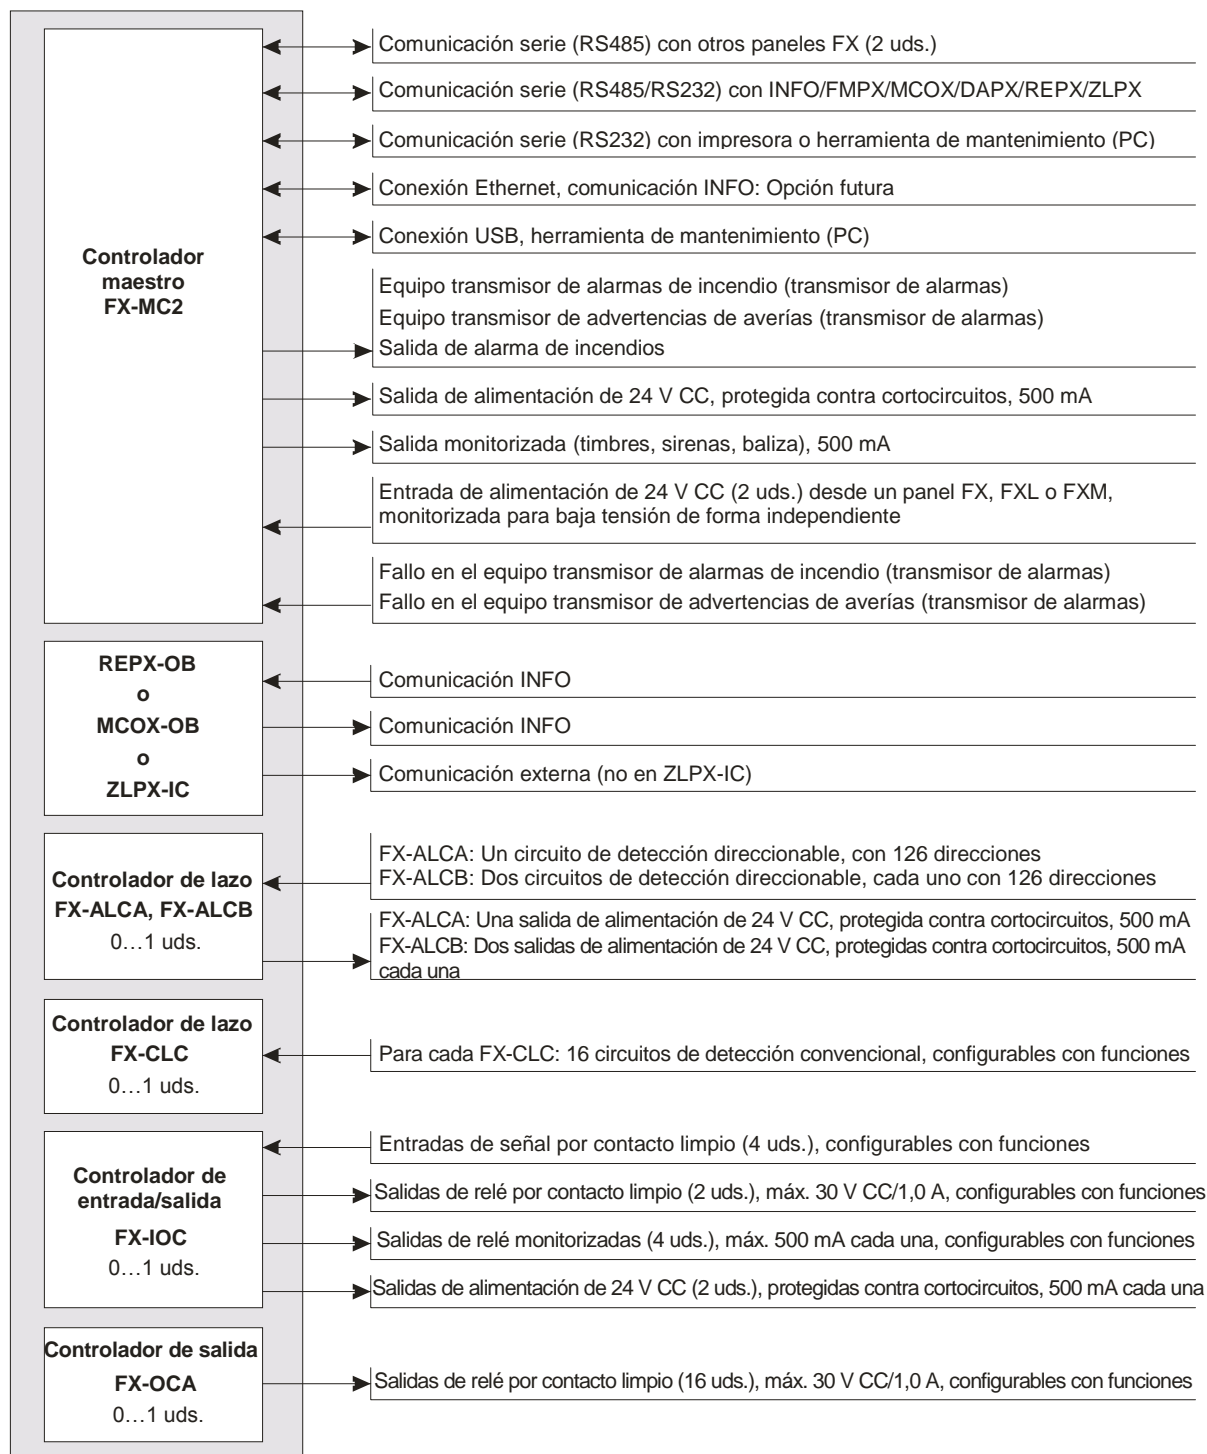 Controlador
maestro
FX-MC2
Comunicación serie (RS485) con otros paneles FX (2 uds.)
Comunicación serie (RS485/RS232) con INFO/FMPX/MCOX/DAPX/REPX/ZLPX
Comunicación serie (RS232) con impresora o herramienta de mantenimiento (PC)
Conexión Ethernet, comunicación INFO: Opción futura
Conexión USB, herramienta de mantenimiento (PC)
Equipo transmisor de alarmas de incendio (transmisor de alarmas)
Equipo transmisor de advertencias de averías (transmisor de alarmas)
Salida de alarma de incendios
Salida de alimentación de 24 V CC, protegida contra cortocircuitos, 500 mA
Salida monitorizada (timbres, sirenas, baliza), 500 mA
Entrada de alimentación de 24 V CC (2 uds.) desde un panel FX, FXL o FXM,
monitorizada para baja tensión de forma independiente
Fallo en el equipo transmisor de alarmas de incendio (transmisor de alarmas)
Fallo en el equipo transmisor de advertencias de averías (transmisor de alarmas)
REPX-OB
o
MCOX-OB
o
ZLPX-IC
Comunicación INFO
Comunicación INFO
Comunicación externa (no en ZLPX-IC)
Controlador de lazo
FX-ALCA, FX-ALCB
0…1 uds.
FX-ALCA: Un circuito de detección direccionable, con 126 direcciones
FX-ALCB: Dos circuitos de detección direccionable, cada uno con 126 direcciones
FX-ALCA: Una salida de alimentación de 24 V CC, protegida contra cortocircuitos, 500 mA
FX-ALCB: Dos salidas de alimentación de 24 V CC, protegidas contra cortocircuitos, 500 mA
cada una
Controlador de lazo
FX-CLC
0…1 uds.
Para cada FX-CLC: 16 circuitos de detección convencional, configurables con funciones
Controlador de
entrada/salida
FX-IOC
0…1 uds.
Entradas de señal por contacto limpio (4 uds.), configurables con funciones
Salidas de relé por contacto limpio (2 uds.), máx. 30 V CC/1,0 A, configurables con funciones
Salidas de relé monitorizadas (4 uds.), máx. 500 mA cada una, configurables con funciones
Salidas de alimentación de 24 V CC (2 uds.), protegidas contra cortocircuitos, 500 mA cada una
Controlador de salida
FX-OCA
0…1 uds.
Salidas de relé por contacto limpio (16 uds.), máx. 30 V CC/1,0 A, configurables con funciones